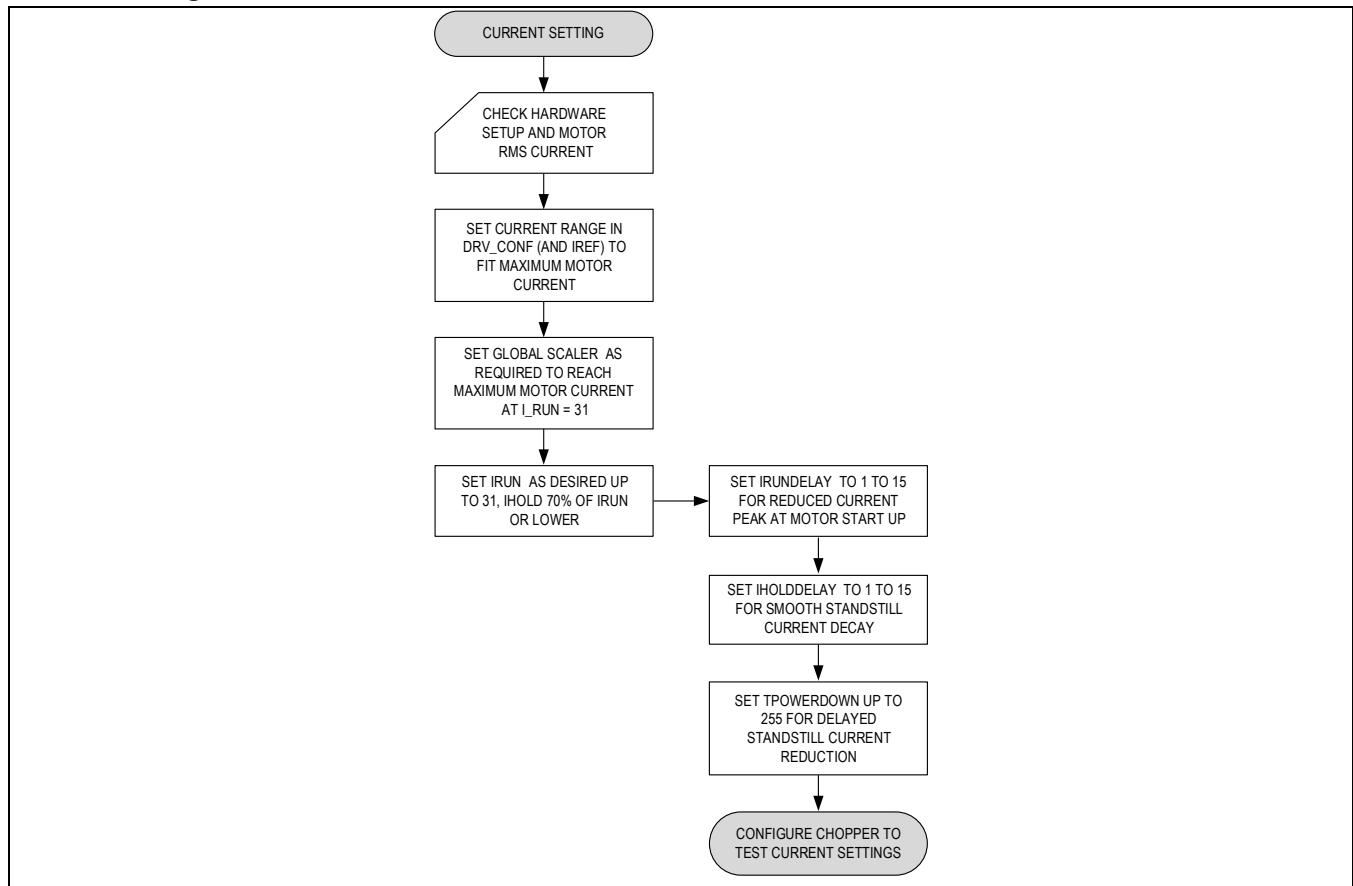 CURRENT SETTING
CHECK HARDWARE
SETUP AND MOTOR
RMS CURRENT
SET CURRENT RANGE IN
DRV_CONF (AND IREF) TO
FIT MAXIMUM MOTOR
CURRENT
SET GLOBAL SCALER AS
REQUIRED TO REACH
MAXIMUM MOTOR CURRENT
AT I_RUN = 31
SET IRUN AS DESIRED UP
TO 31, IHOLD 70% OF IRUN
OR LOWER
SET IRUNDELAY TO 1 TO 15
FOR REDUCED CURRENT
PEAK AT MOTOR START UP
SET IHOLDDELAY TO 1 TO 15
FOR SMOOTH STANDSTILL
CURRENT DECAY
SET TPOWERDOWN UP TO
255 FOR DELAYED
STANDSTILL CURRENT
REDUCTION
CONFIGURE CHOPPER TO
TEST CURRENT SETTINGS